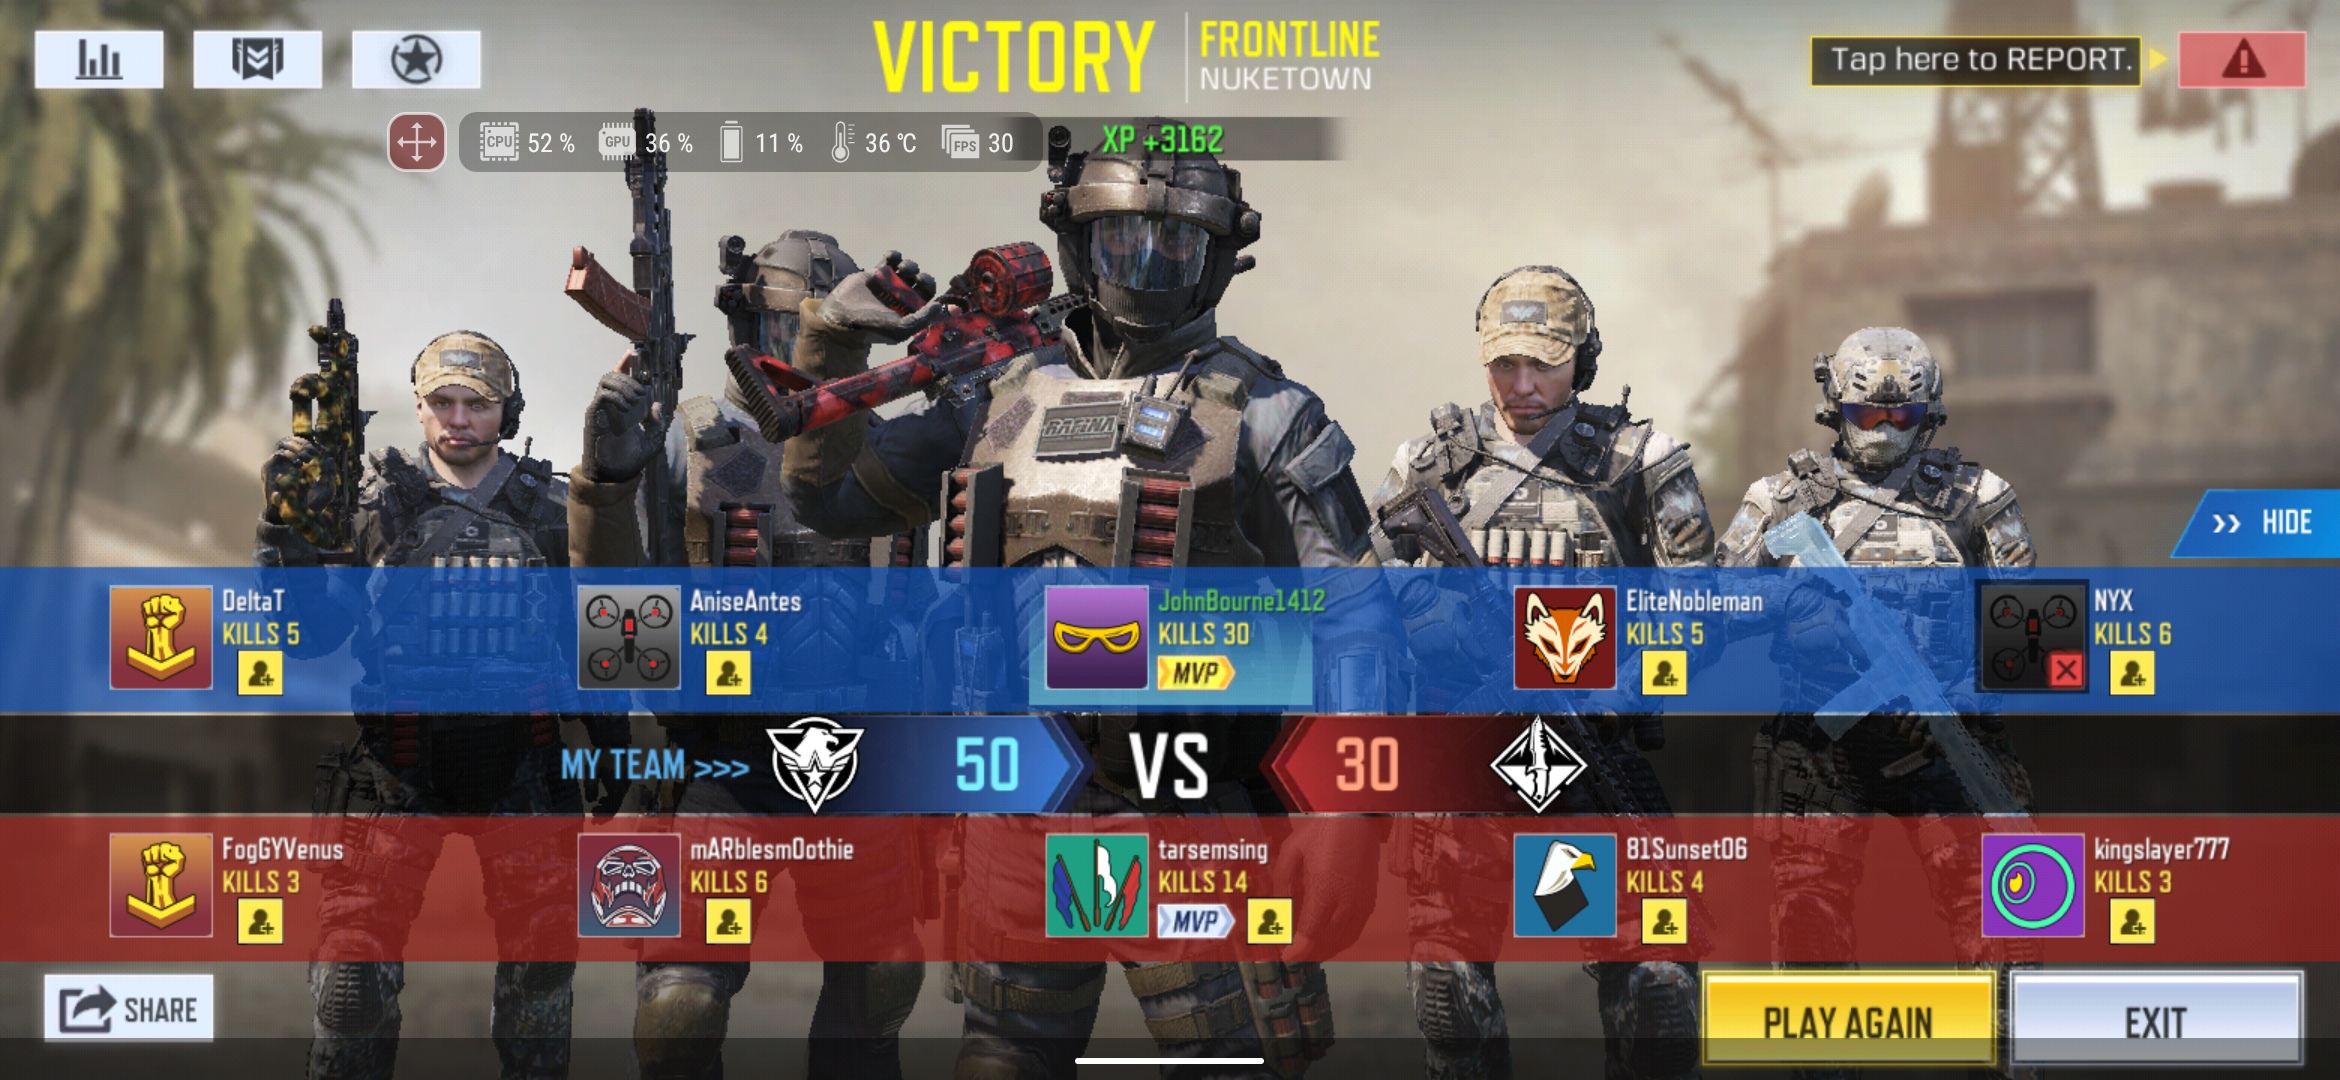 VICTORY
FRONTLINE
NUKETOWN
Tap here to REPORT.
CPU 52 % GPU 36 % 11 % 36 °C FPS 30
XP +3162
HIDE
DeltaT
KILLS 5
AniseAntes
KILLS 4
JohnBourne1412
KILLS 30
MVP
EliteNobleman
KILLS 5
NYX
KILLS 6
MY TEAM >>> 50 VS 30
FogGYVenus
KILLS 3
mARblesm0othie
KILLS 6
tarsemsing
KILLS 14
MVP
81Sunset06
KILLS 4
kingslayer777
KILLS 3
SHARE
PLAY AGAIN
EXIT